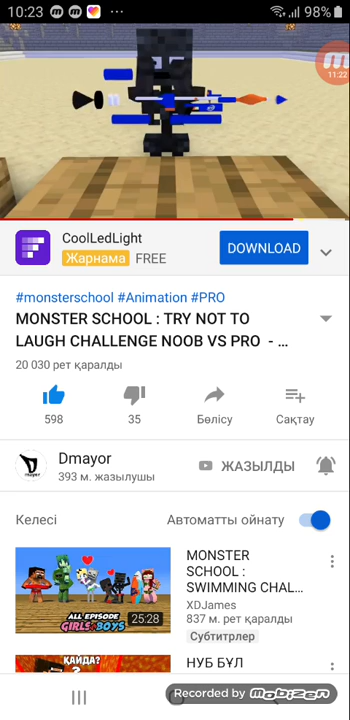 10:23
98%
11:22
CoolLedLight
Жарнама FREE
DOWNLOAD
#monsterschool #Animation #PRO
MONSTER SCHOOL : TRY NOT TO
LAUGH CHALLENGE NOOB VS PRO - ...
20 030 рет қаралды
598
35
Бөлісу
Сақтау
Dmayor
393 м. жазылушы
ЖАЗЫЛДЫ
Келесі
Автоматты ойнату
MONSTER
SCHOOL :
SWIMMING CHAL...
XDJames
837 м. рет қаралды
Субтитрлер
ALL EPISODE
GIRLS & BOYS
25:28
ҚАЙДА?
НУБ БҰЛ
Recorded by Mobizen